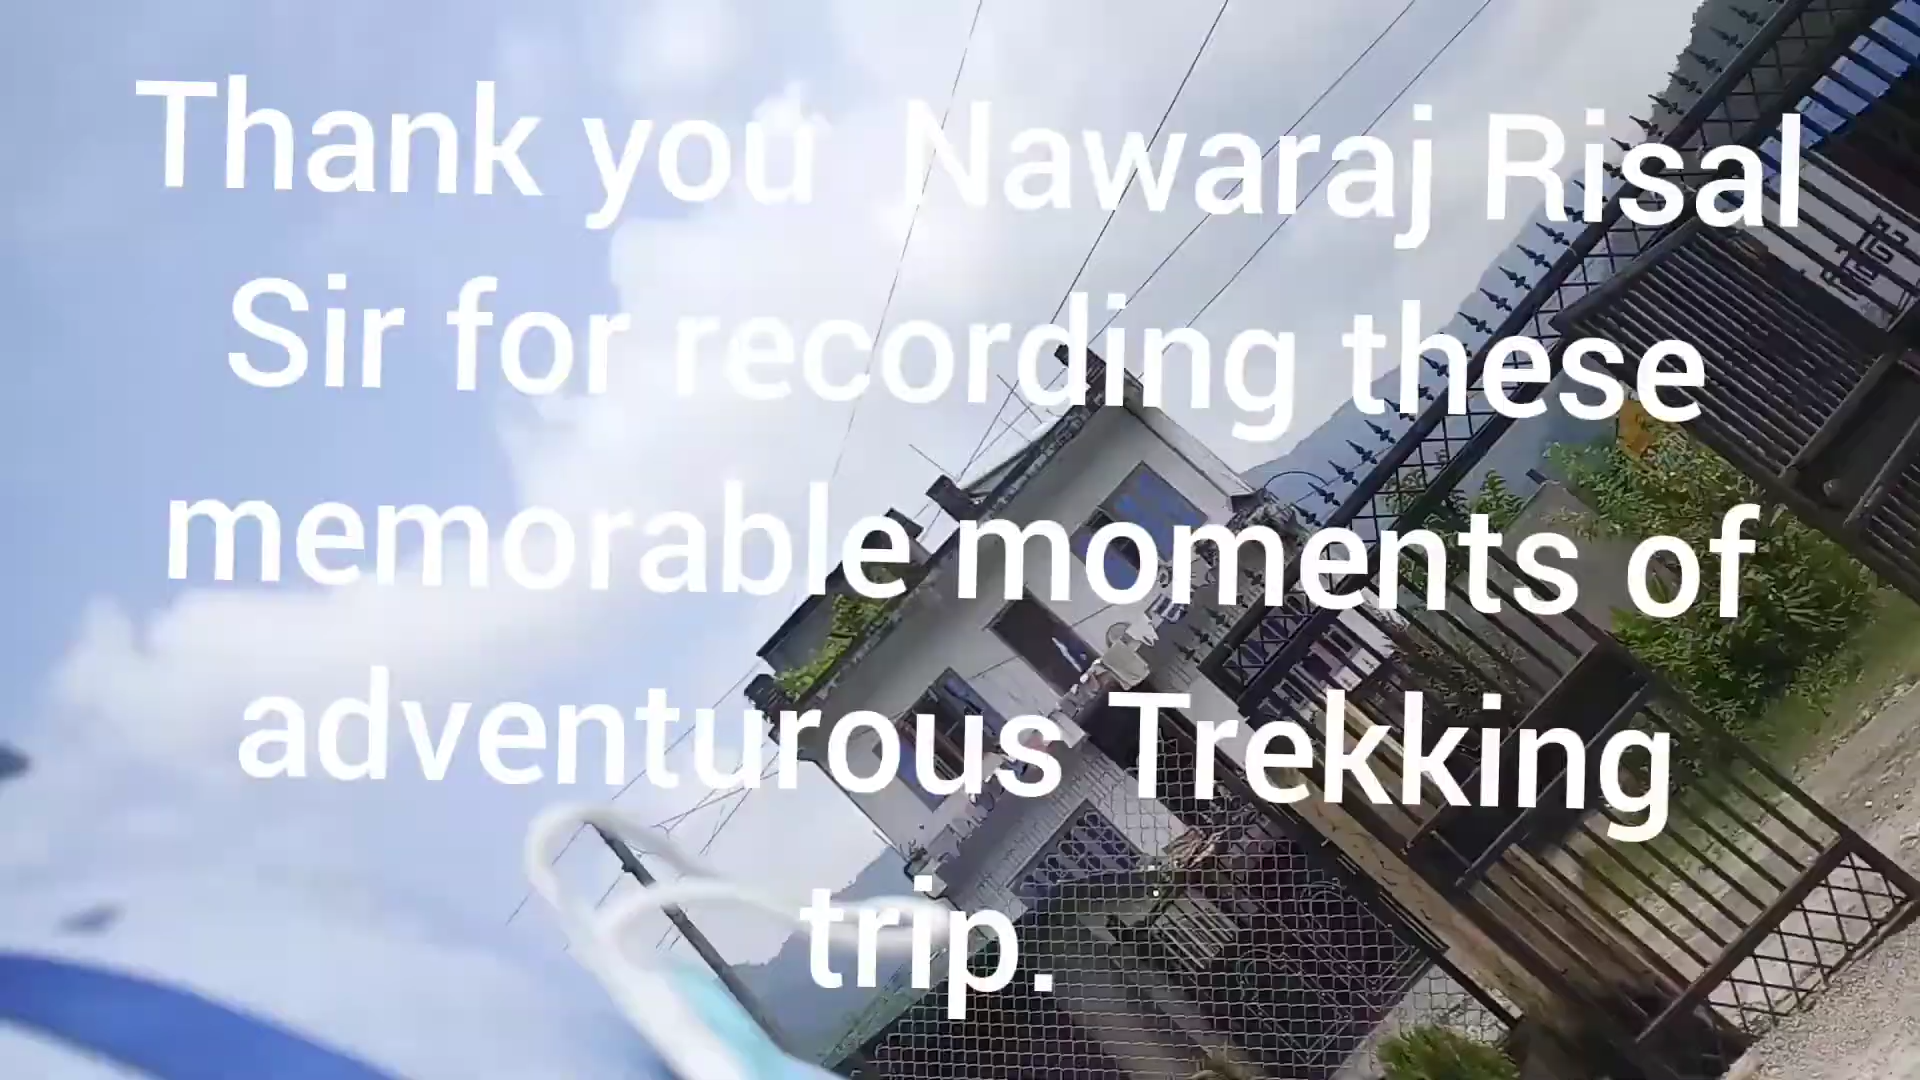 Thank you  Nawaraj Risal
Sir for recording these
memorable moments of
adventurous Trekking
trip.